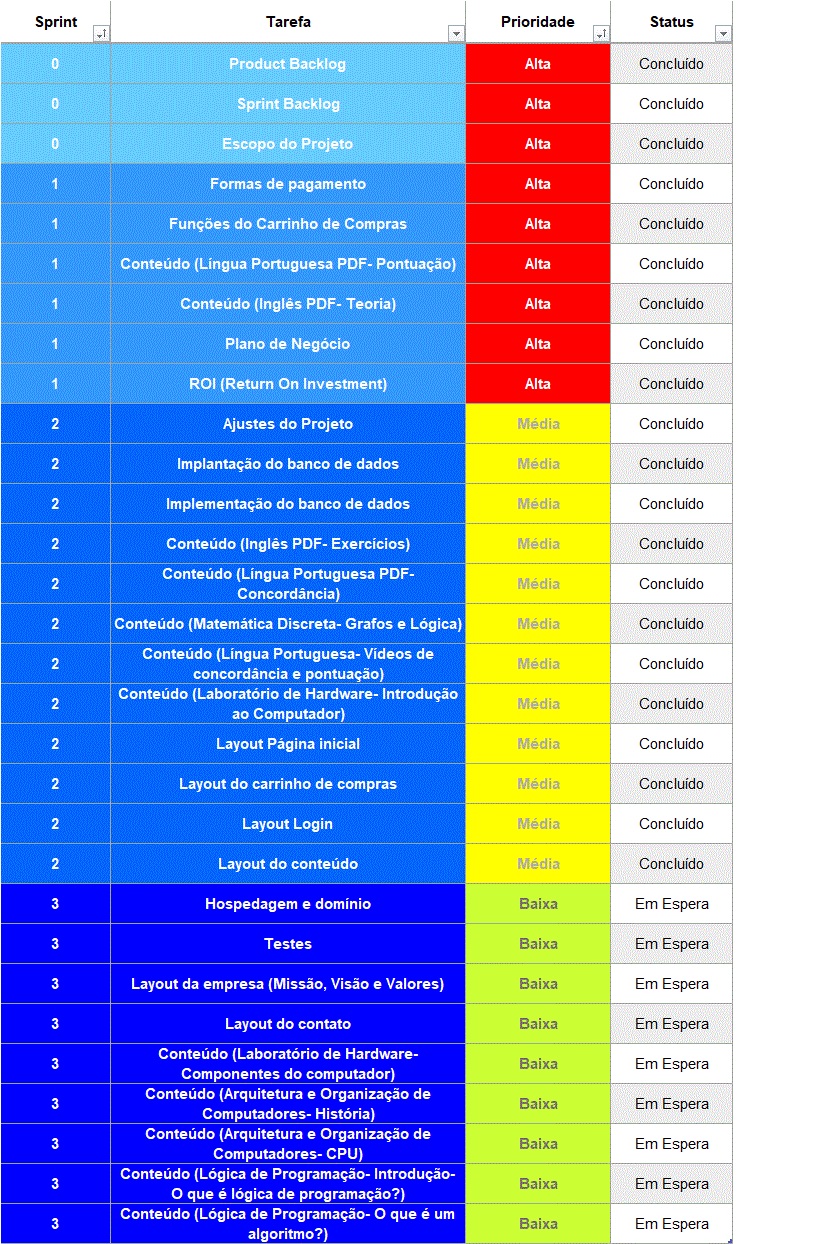 Sprint Tarefa Prioridade Status
0 Product Backlog Alta Concluído
0 Sprint Backlog Alta Concluído
0 Escopo do Projeto Alta Concluído
1 Formas de pagamento Alta Concluído
1 Funções do Carrinho de Compras Alta Concluído
1 Conteúdo (Língua Portuguesa PDF- Pontuação) Alta Concluído
1 Conteúdo (Inglês PDF- Teoria) Alta Concluído
1 Plano de Negócio Alta Concluído
1 ROI (Return On Investment) Alta Concluído
2 Ajustes do Projeto Média Concluído
2 Implantação do banco de dados Média Concluído
2 Implementação do banco de dados Média Concluído
2 Conteúdo (Inglês PDF- Exercícios) Média Concluído
2 Conteúdo (Língua Portuguesa PDF-
Concordância) Média Concluído
2 Conteúdo (Matemática Discreta- Grafos e Lógica) Média Concluído
2 Conteúdo (Língua Portuguesa- Vídeos de
concordância e pontuação) Média Concluído
2 Conteúdo (Laboratório de Hardware- Introdução
ao Computador) Média Concluído
2 Layout Página inicial Média Concluído
2 Layout do carrinho de compras Média Concluído
2 Layout Login Média Concluído
2 Layout do conteúdo Média Concluído
3 Hospedagem e domínio Baixa Em Espera
3 Testes Baixa Em Espera
3 Layout da empresa (Missão, Visão e Valores) Baixa Em Espera
3 Layout do contato Baixa Em Espera
3 Conteúdo (Laboratório de Hardware-
Componentes do computador) Baixa Em Espera
3 Conteúdo (Arquitetura e Organização de
Computadores- História) Baixa Em Espera
3 Conteúdo (Arquitetura e Organização de
Computadores- CPU) Baixa Em Espera
3 Conteúdo (Lógica de Programação- Introdução-
O que é lógica de programação?) Baixa Em Espera
3 Conteúdo (Lógica de Programação- O que é um
algoritmo?) Baixa Em Espera